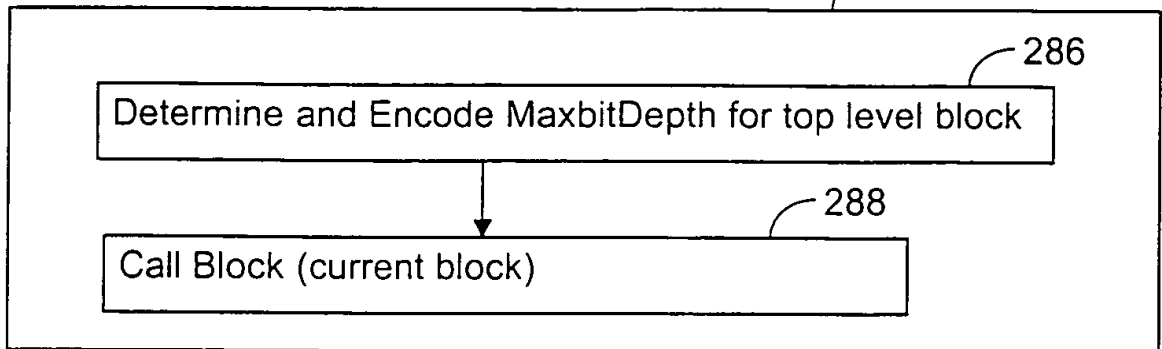 286
Determine and Encode MaxbitDepth for top level block
288
Call Block (current block)